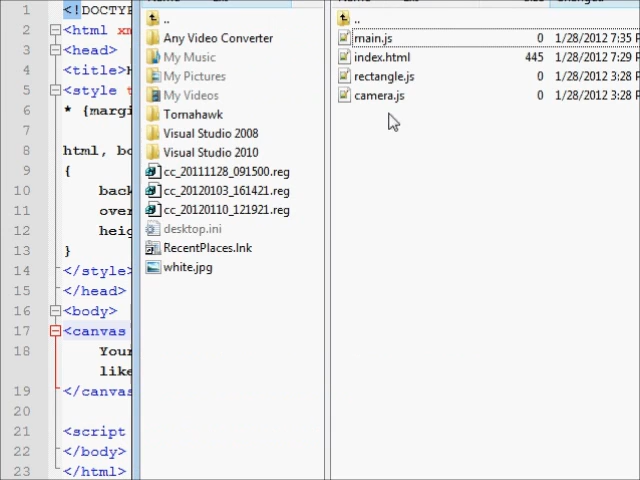 1 <!DOCTYPE
2 <html xm
3 <head>
4 <title>H
5 <style t
6 * {margi
7
8 html, bo
9 {
10 back
11 over
12 heig
13 }
14 </style>
15 </head>
16 <body>
17 <canvas
18 Your
like
19 </canvas
20
21 <script
22 </body>
23 </html>
..
Any Video Converter
My Music
My Pictures
My Videos
Tomahawk
Visual Studio 2008
Visual Studio 2010
cc_20111128_091500.reg
cc_20120103_161421.reg
cc_20120110_121921.reg
desktop.ini
RecentPlaces.lnk
white.jpg
..
main.js 0 1/28/2012 7:35 P
index.html 445 1/28/2012 7:29 P
rectangle.js 0 1/28/2012 3:28 P
camera.js 0 1/28/2012 3:28 P